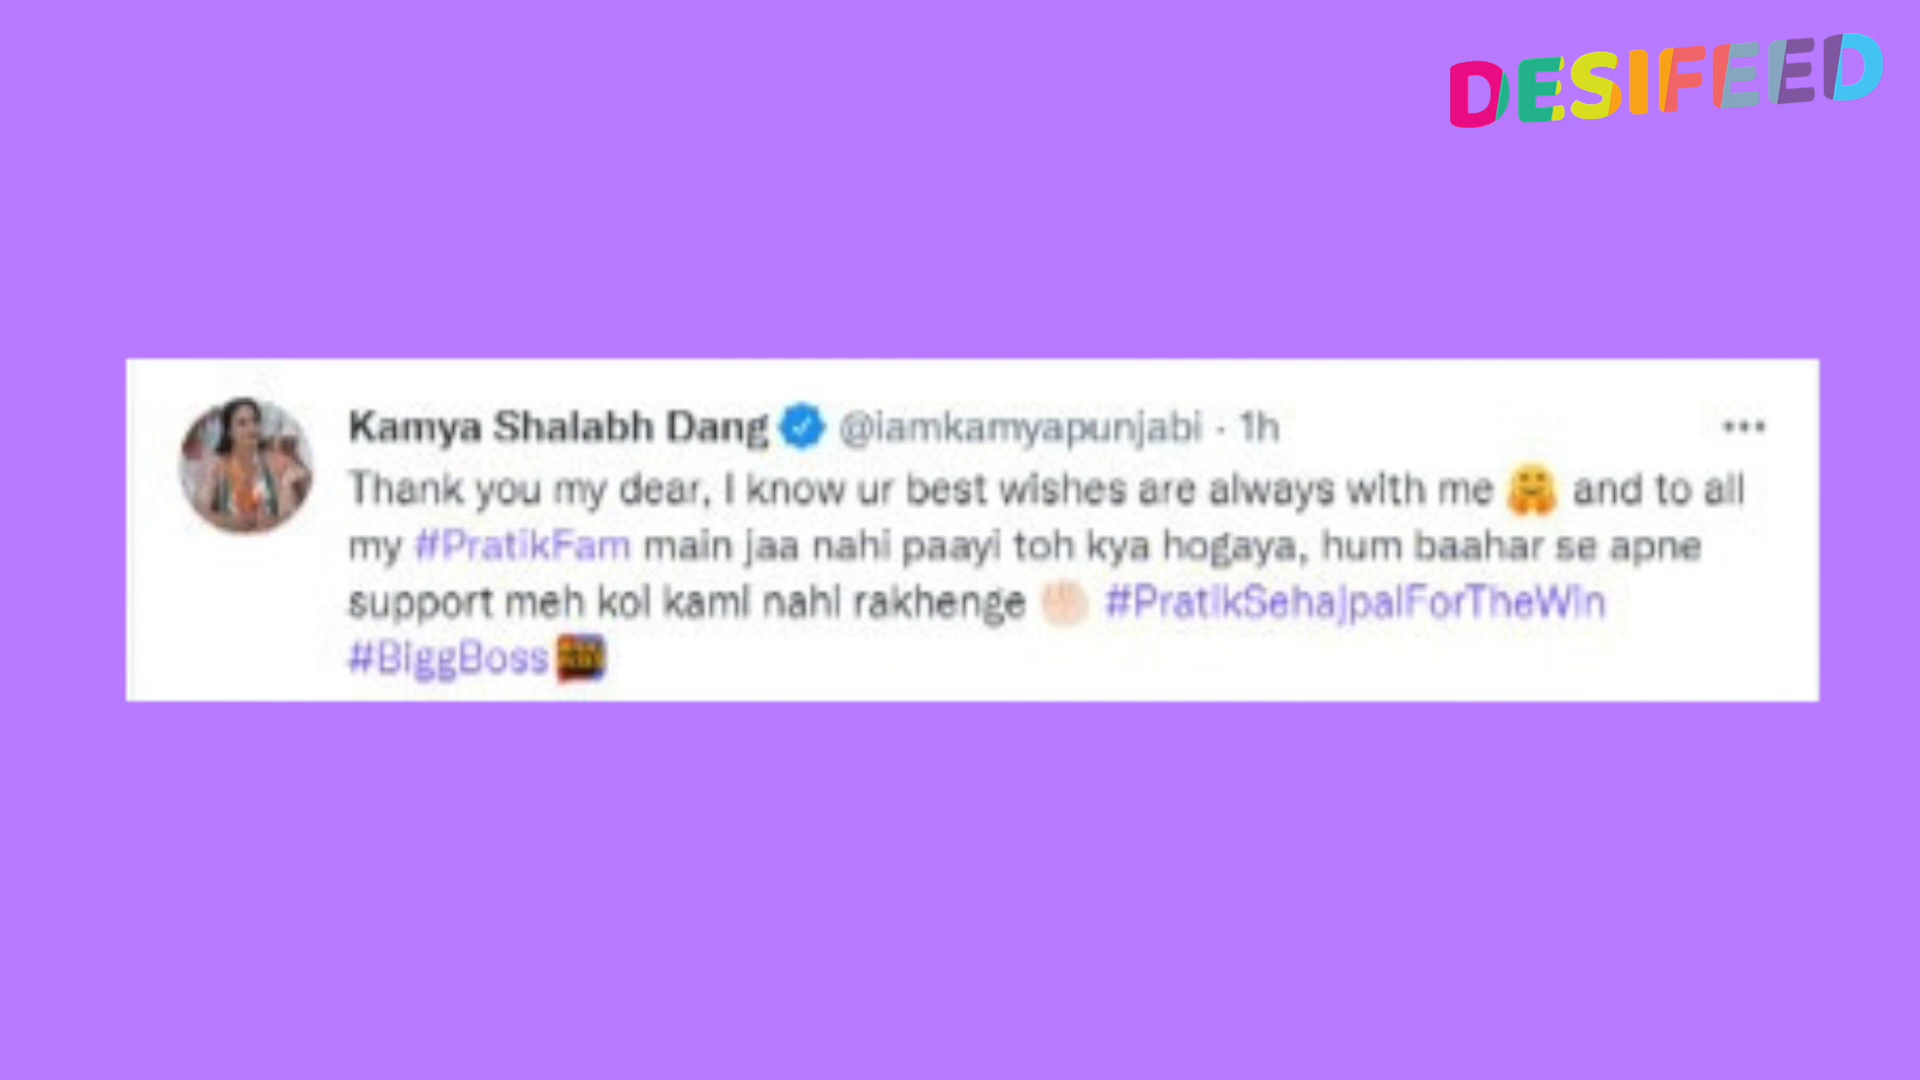 DESIFEED
Kamya Shalabh Dang @iamkamyapunjabi · 1h
Thank you my dear, I know ur best wishes are always with me 🤗 and to all
my #PratikFam main jaa nahi paayi toh kya hogaya, hum baahar se apne
support meh koi kami nahi rakhenge ✊🏻 #PratikSehajpalForTheWin
#BiggBoss